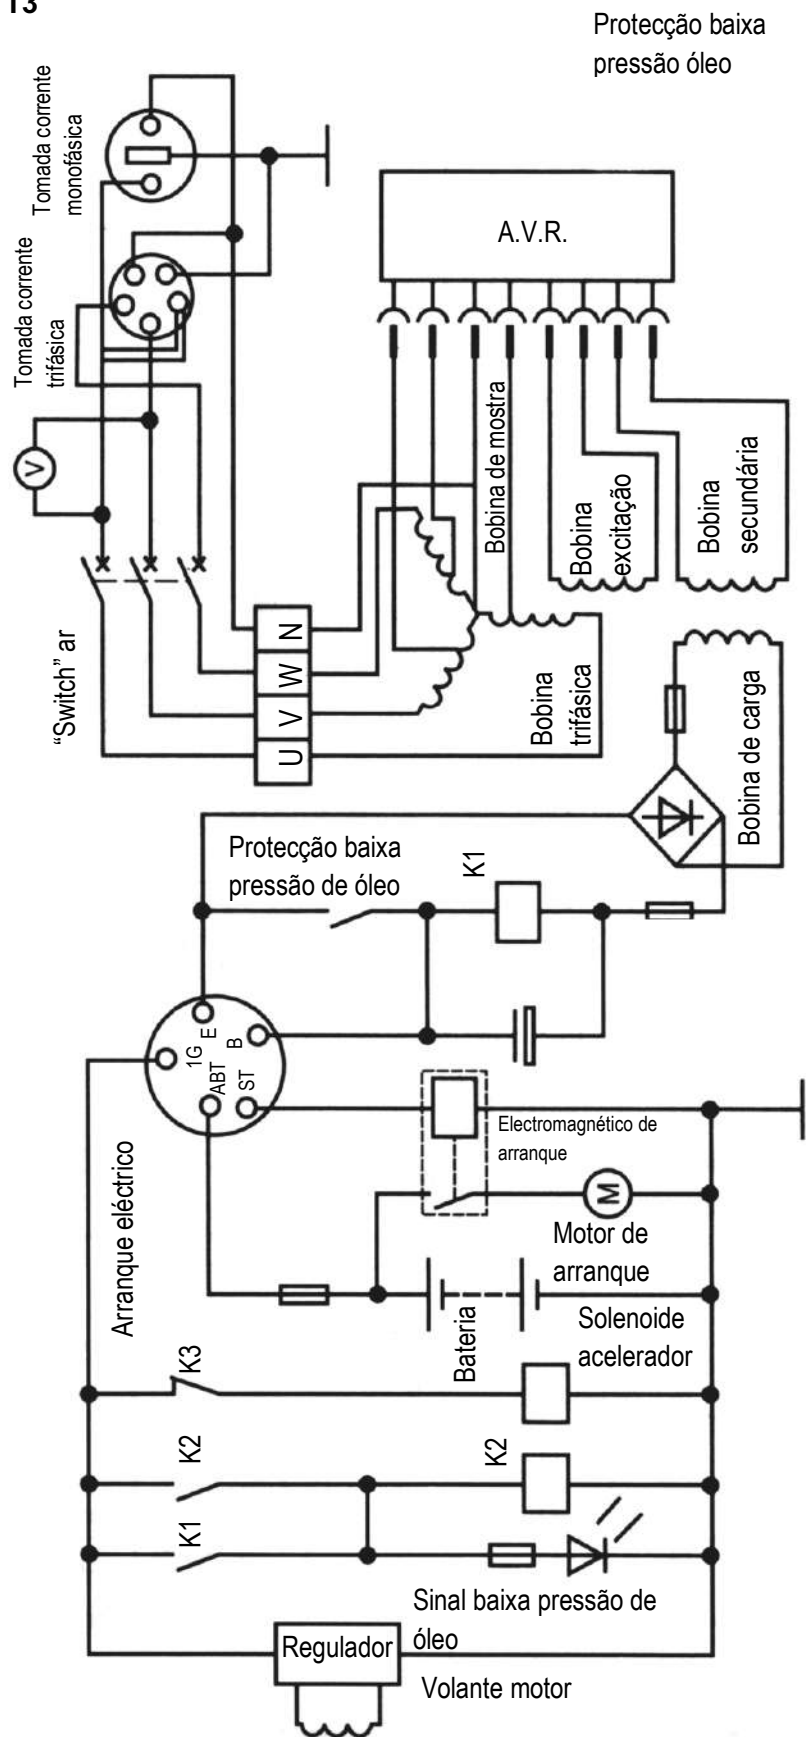 13
Protecção baixa
pressão óleo
Tomada corrente
monofásica
Tomada corrente
trifásica
V
A.V.R.
Bobina de mostra
Bobina
excitação
Bobina
secundária
"Switch" ar
U V W N
Bobina
trifásica
Bobina de carga
Protecção baixa
pressão de óleo
K1
1G
E
B
ABT
ST
Electromagnético de
arranque
Arranque eléctrico
M
Motor de
arranque
Bateria
Solenoide
acelerador
K3
K2
K2
K1
Sinal baixa pressão de
óleo
Regulador
Volante motor